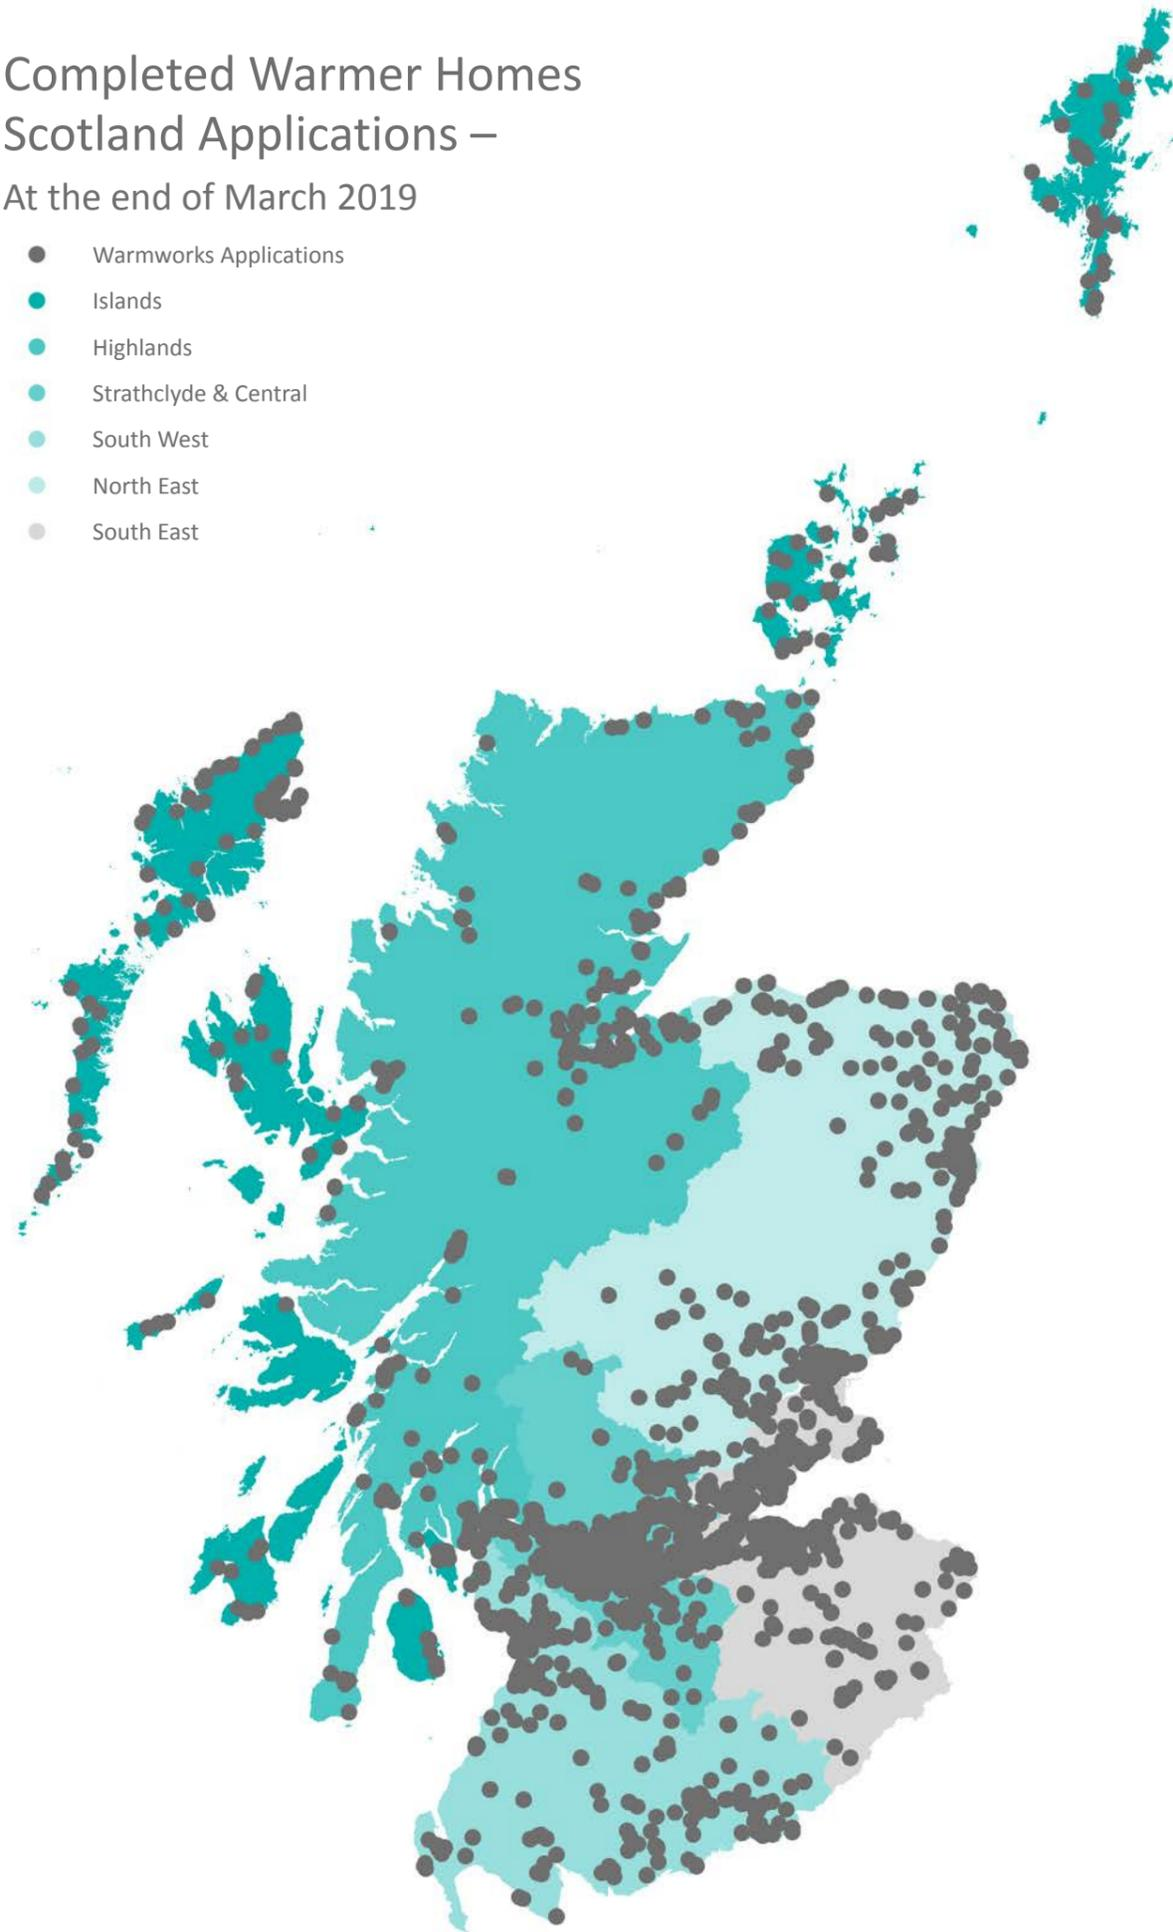 Completed Warmer Homes
Scotland Applications –
At the end of March 2019
Warmworks Applications
Islands
Highlands
Strathclyde & Central
South West
North East
South East